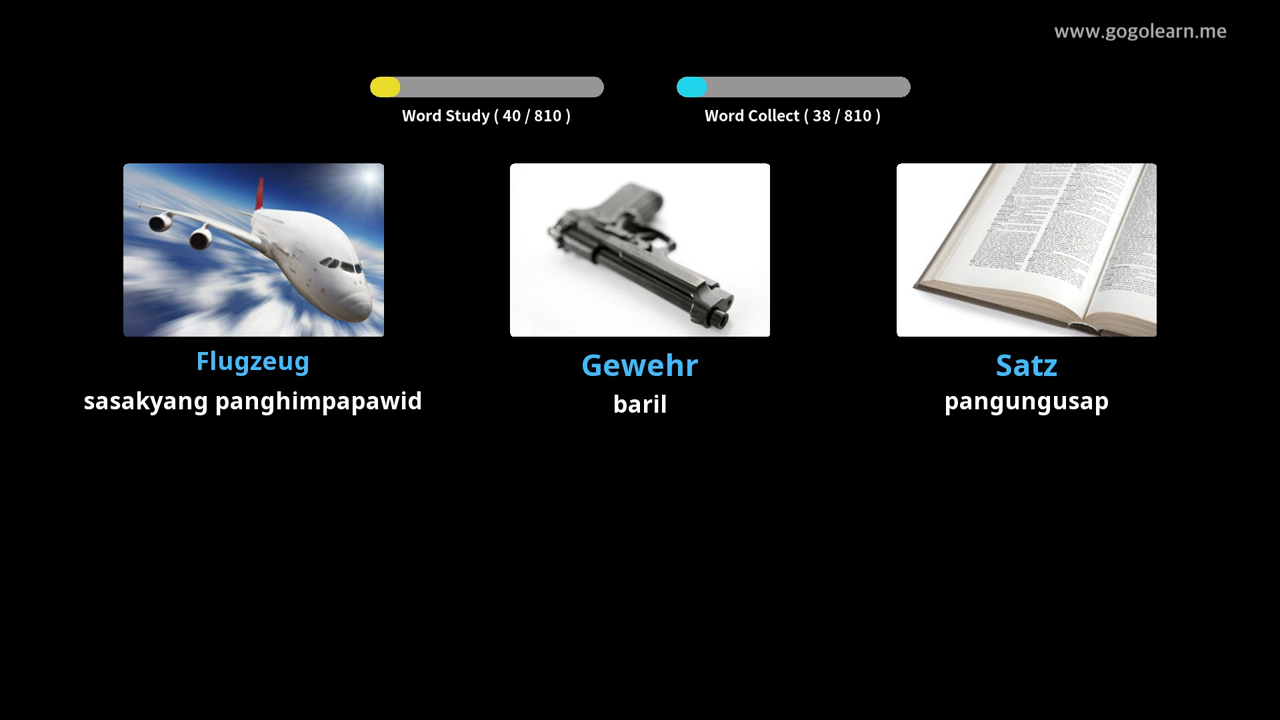 www.gogolearn.me
Word Study ( 40 / 810 )
Word Collect ( 38 / 810 )
Flugzeug
sasakyang panghimpapawid
Gewehr
baril
Satz
pangungusap